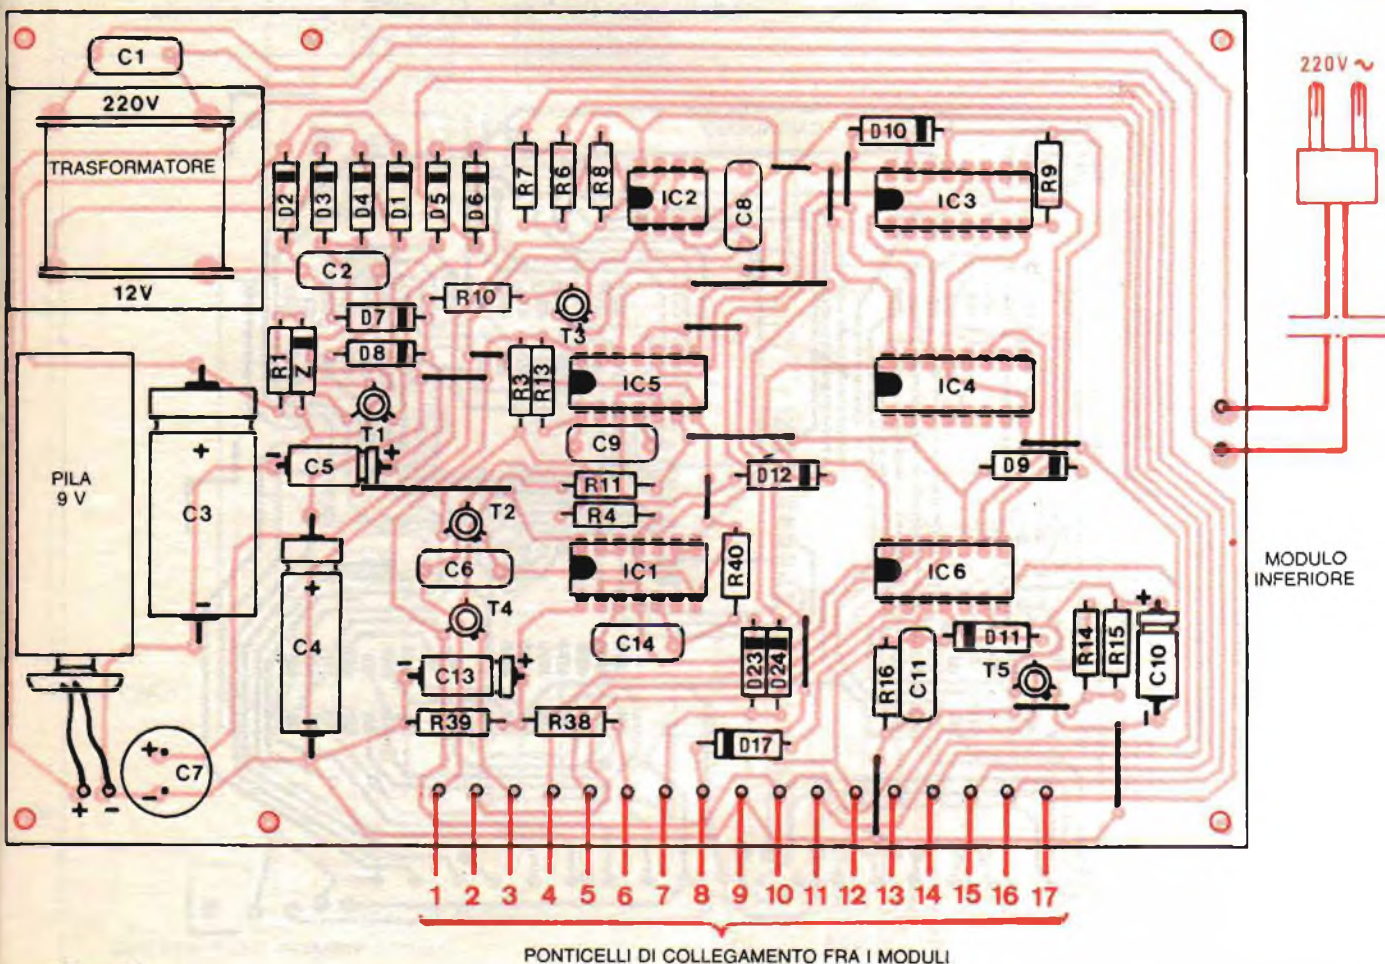 C1
220V
TRASFORMATORE
12V
220V ~
D10
D2
D3
D4
D1
D5
D6
R7
R6
R8
IC2
C8
IC3
R9
C2
R10
T3
D7
D8
R1
Z
T1
R3
R13
IC5
IC4
C9
PILA
9 V
+
C3
-
- C5 +
R11
D12
D9
T2
R4
C6
IC1
R40
IC6
MODULO
INFERIORE
+
C4
-
T4
C14
D23
D24
D11
T5
R14
R15
+
C10
-
- C13 +
R16
C11
R39
R38
D17
+
C7
-
+ -
1 2 3 4 5 6 7 8 9 10 11 12 13 14 15 16 17
PONTICELLI DI COLLEGAMENTO FRA I MODULI